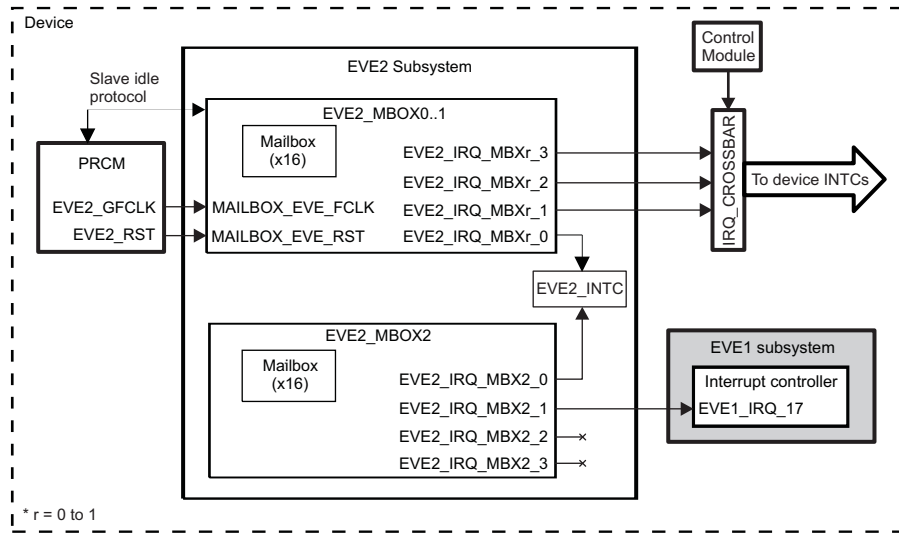 Device
Control
Module
EVE2 Subsystem
Slave idle
protocol
EVE2_MBOX0..1
Mailbox
(x16)
PRCM
EVE2_IRQ_MBXr_3
EVE2_IRQ_MBXr_2
EVE2_IRQ_MBXr_1
EVE2_IRQ_MBXr_0
IRQ_CROSSBAR
To device INTCs
EVE2_GFCLK
MAILBOX_EVE_FCLK
EVE2_RST
MAILBOX_EVE_RST
EVE2_INTC
EVE2_MBOX2
Mailbox
(x16)
EVE2_IRQ_MBX2_0
EVE2_IRQ_MBX2_1
EVE2_IRQ_MBX2_2
EVE2_IRQ_MBX2_3
EVE1 subsystem
Interrupt controller
EVE1_IRQ_17
* r = 0 to 1